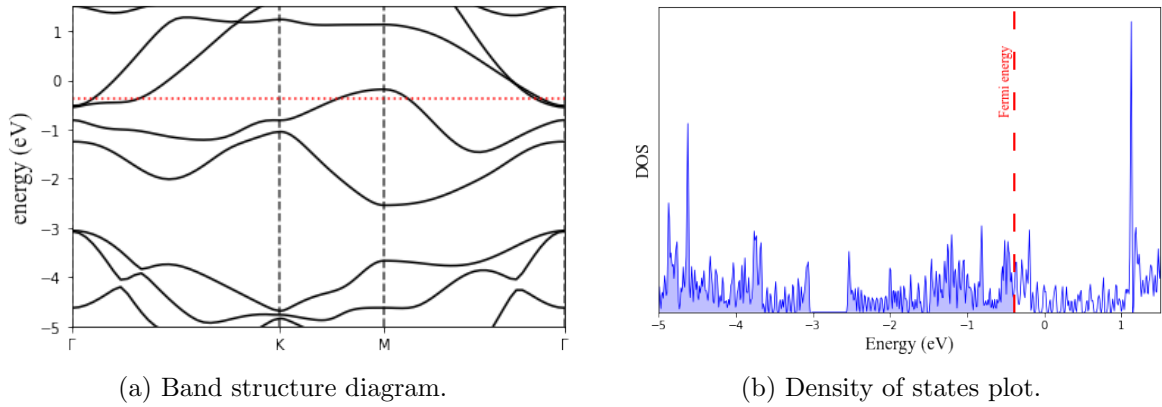 energy (eV)
1
0
−1
−2
−3
−4
−5
Γ
K
M
Γ
DOS
Fermi energy
−5
−4
−3
−2
−1
0
1
Energy (eV)
(a) Band structure diagram.
(b) Density of states plot.